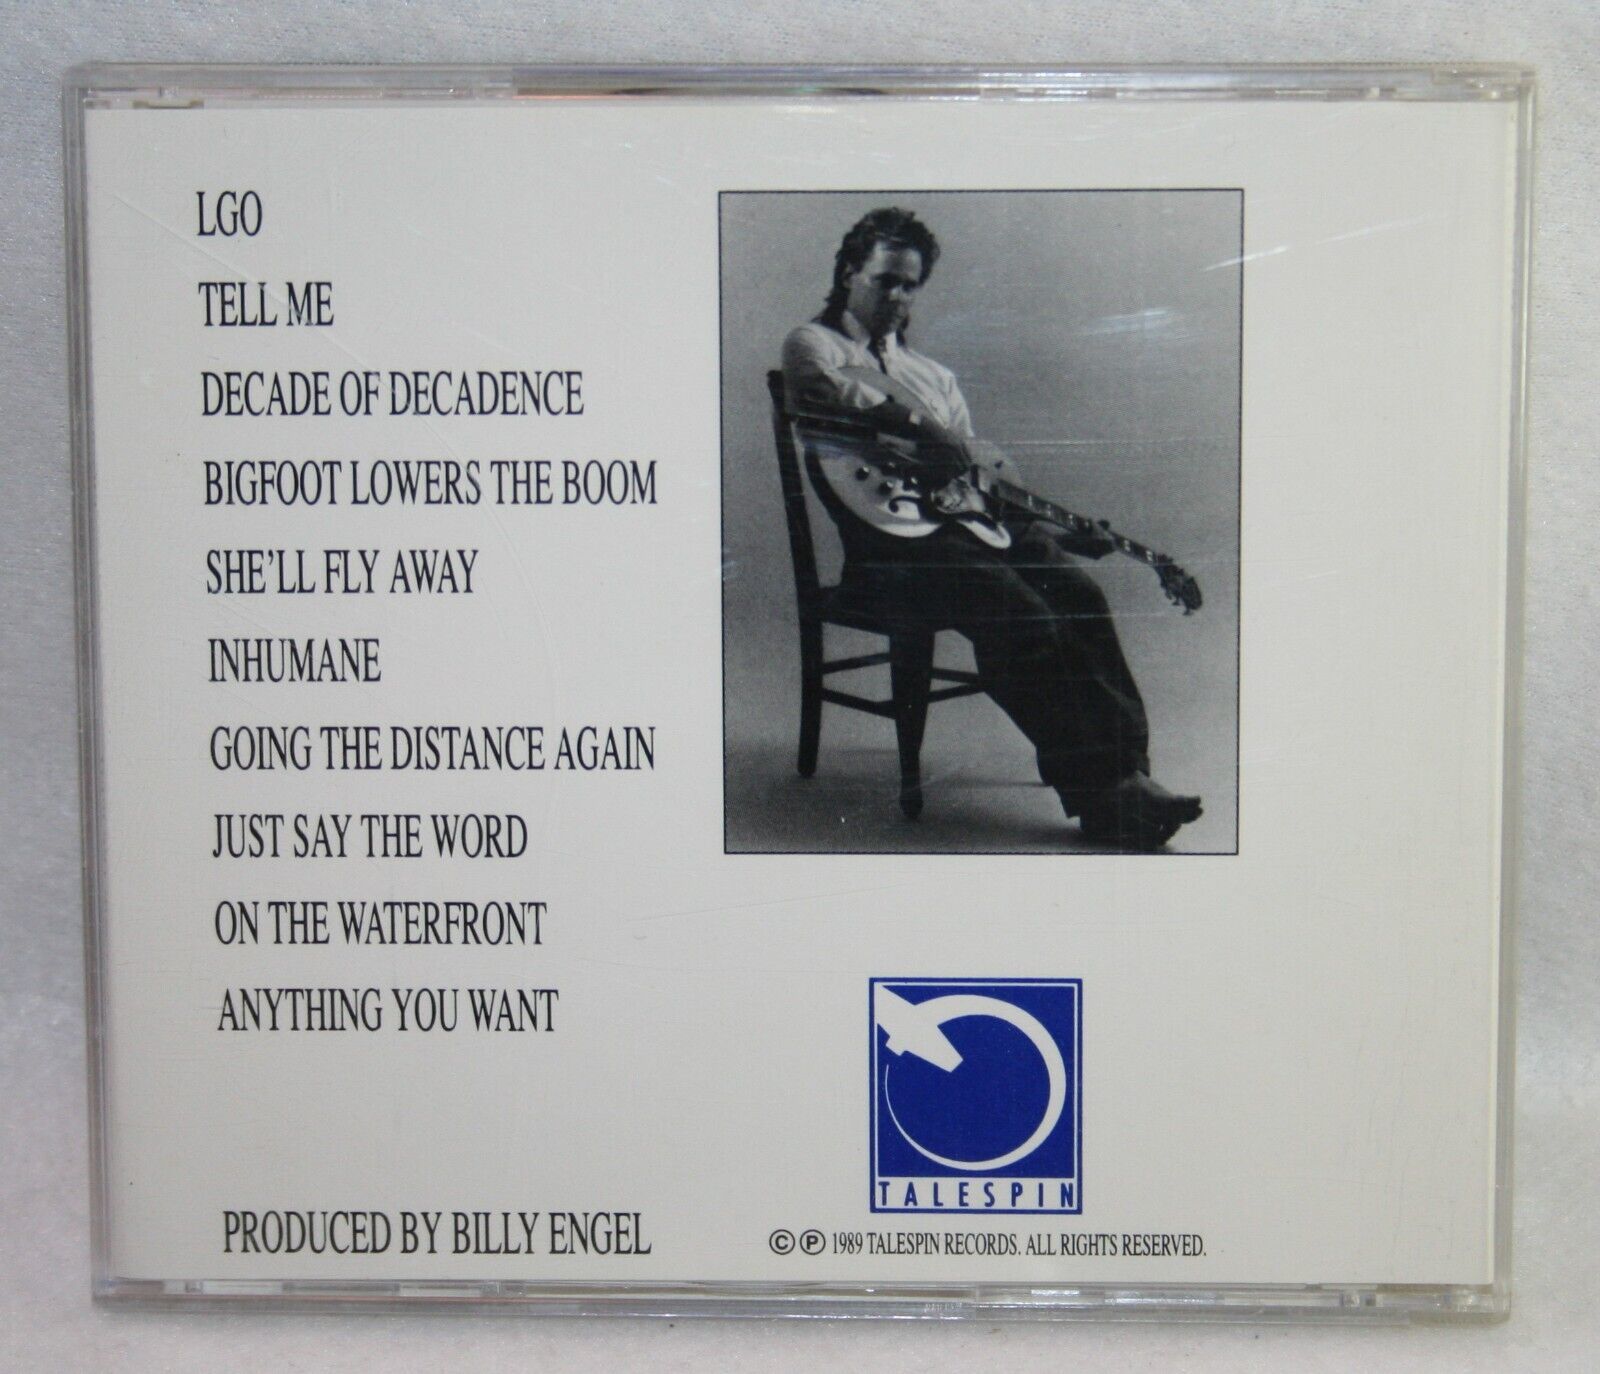 LGO
TELL ME
DECADE OF DECADENCE
BIGFOOT LOWERS THE BOOM
SHE'LL FLY AWAY
INHUMANE
GOING THE DISTANCE AGAIN
JUST SAY THE WORD
ON THE WATERFRONT
ANYTHING YOU WANT
PRODUCED BY BILLY ENGEL
TALESPIN
©℗ 1989 TALESPIN RECORDS. ALL RIGHTS RESERVED.